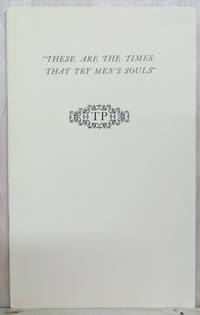 "THESE ARE THE TIMES
THAT TRY MEN'S SOULS"
TP